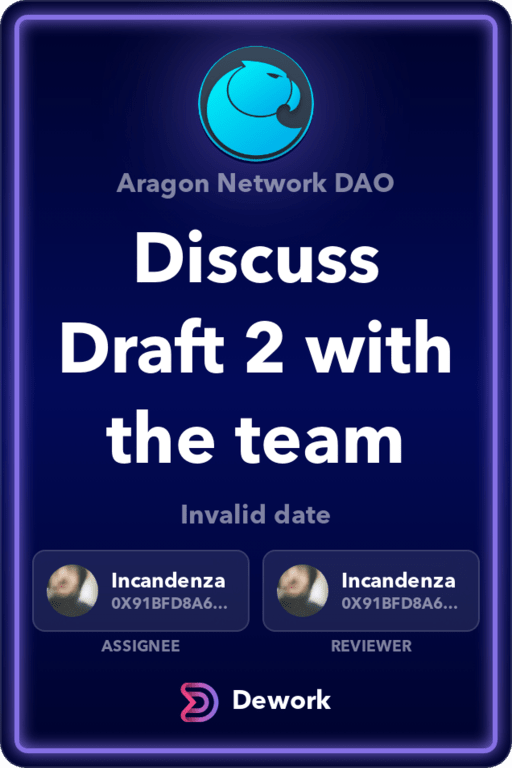 Aragon Network DAO
Discuss
Draft 2 with
the team
Invalid date
Incandenza
0X91BFD8A6...
Incandenza
0X91BFD8A6...
ASSIGNEE
REVIEWER
Dework